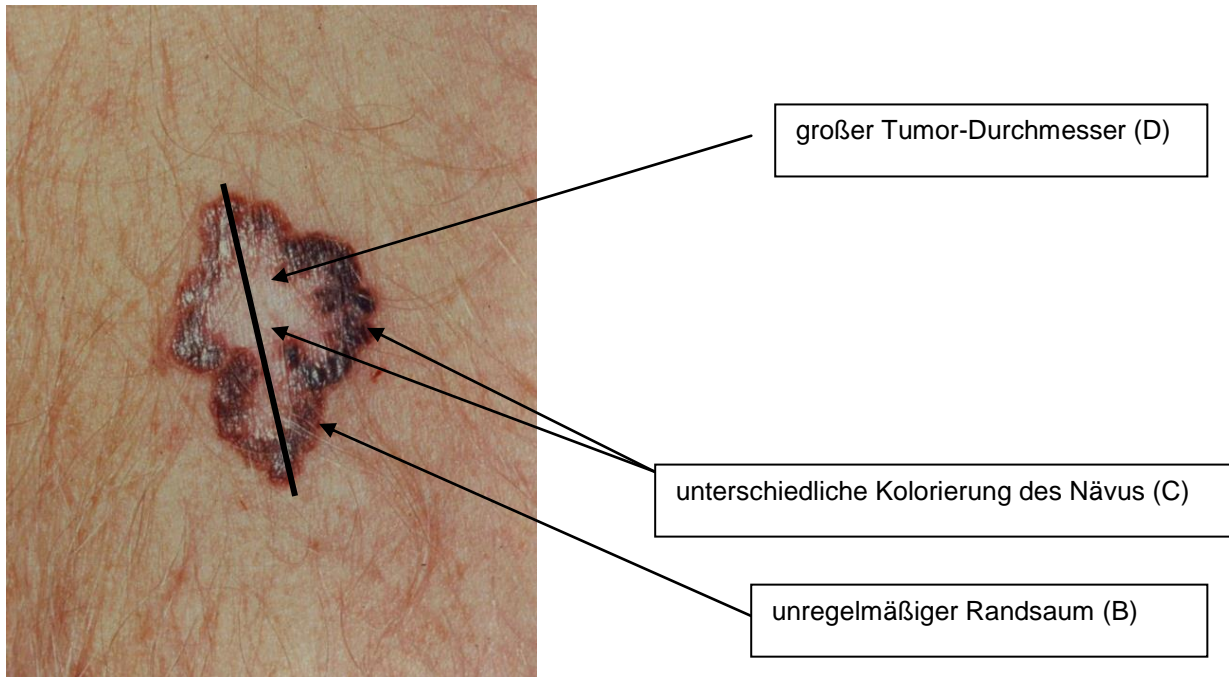 großer Tumor-Durchmesser (D)
unterschiedliche Kolorierung des Nävus (C)
unregelmäßiger Randsaum (B)